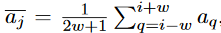 $\overline{a_j} = \frac{1}{2w+1} \sum_{q=i-w}^{i+w} a_q,$